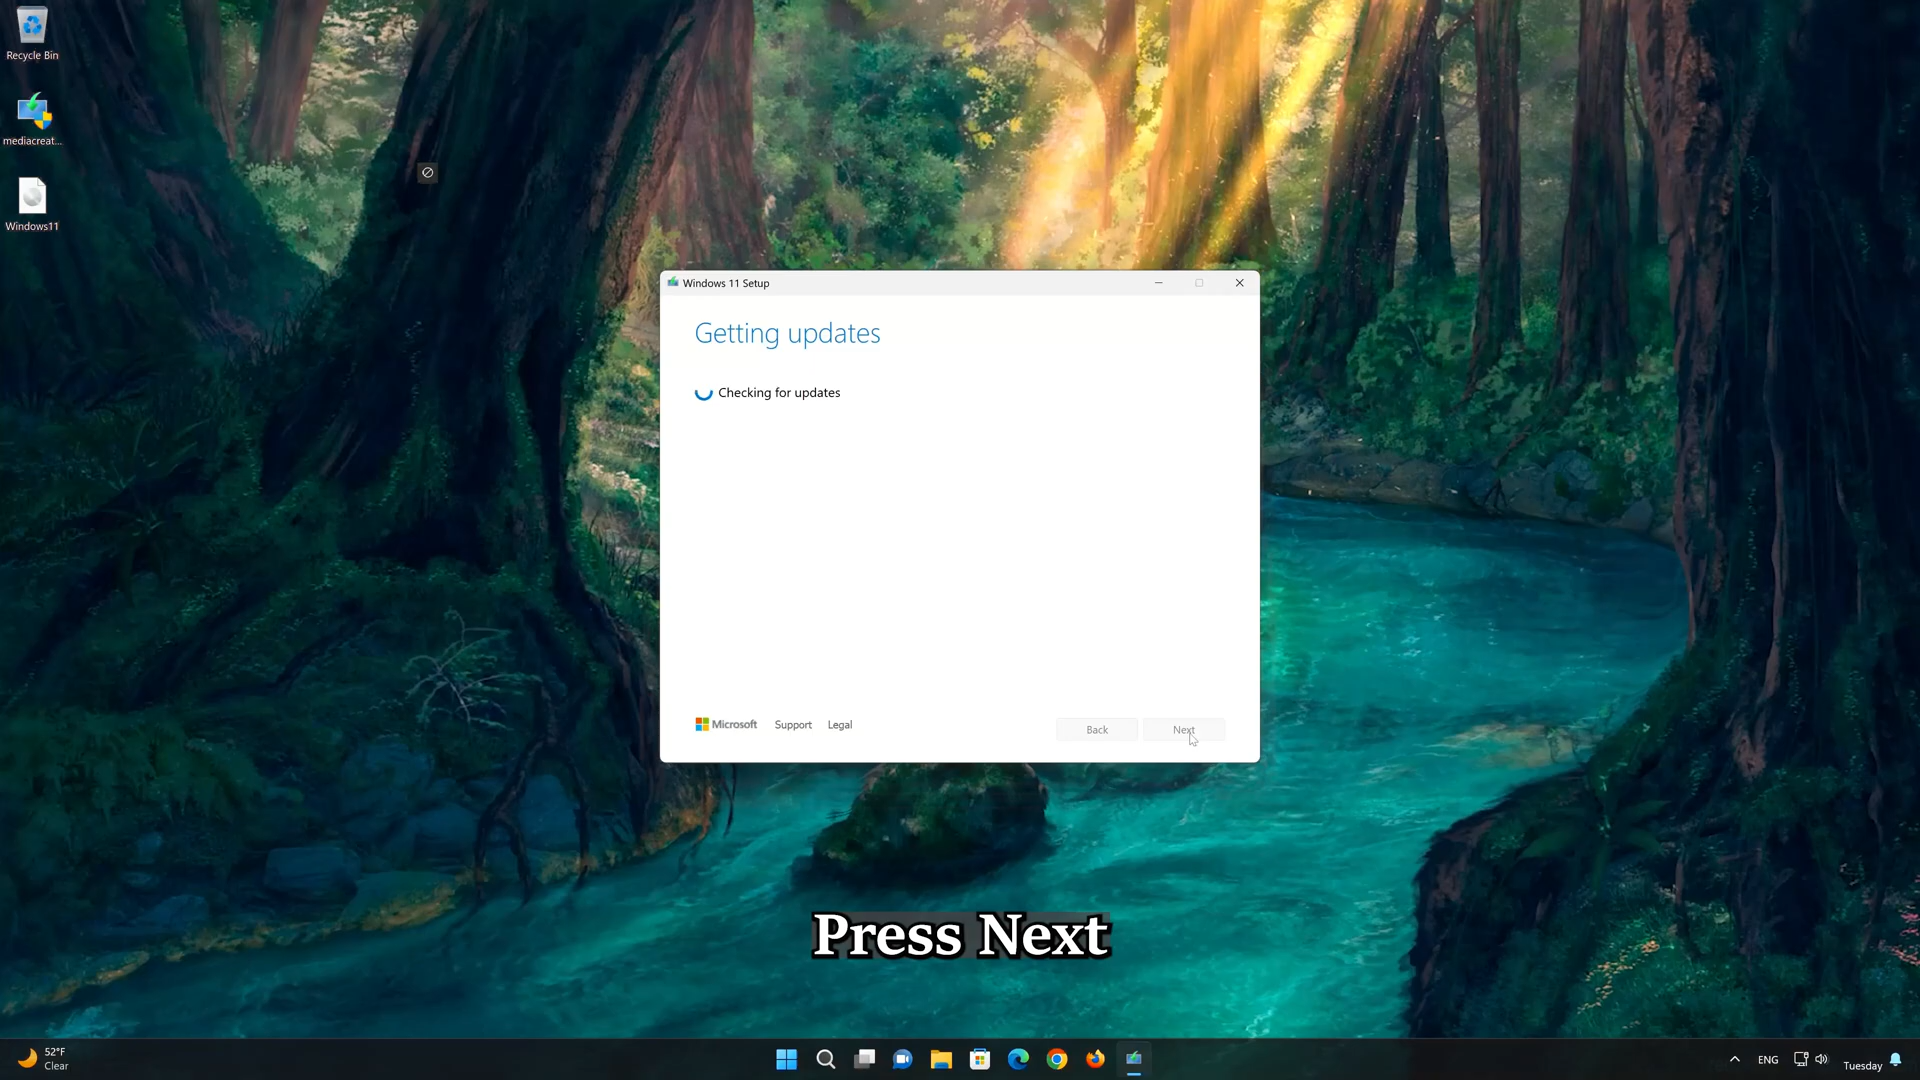 Recycle Bin
mediacreat...
Windows11
Windows 11 Setup
Getting updates
Checking for updates
Microsoft Support Legal
Back Next
Press Next
52°F
Clear
ENG
Tuesday